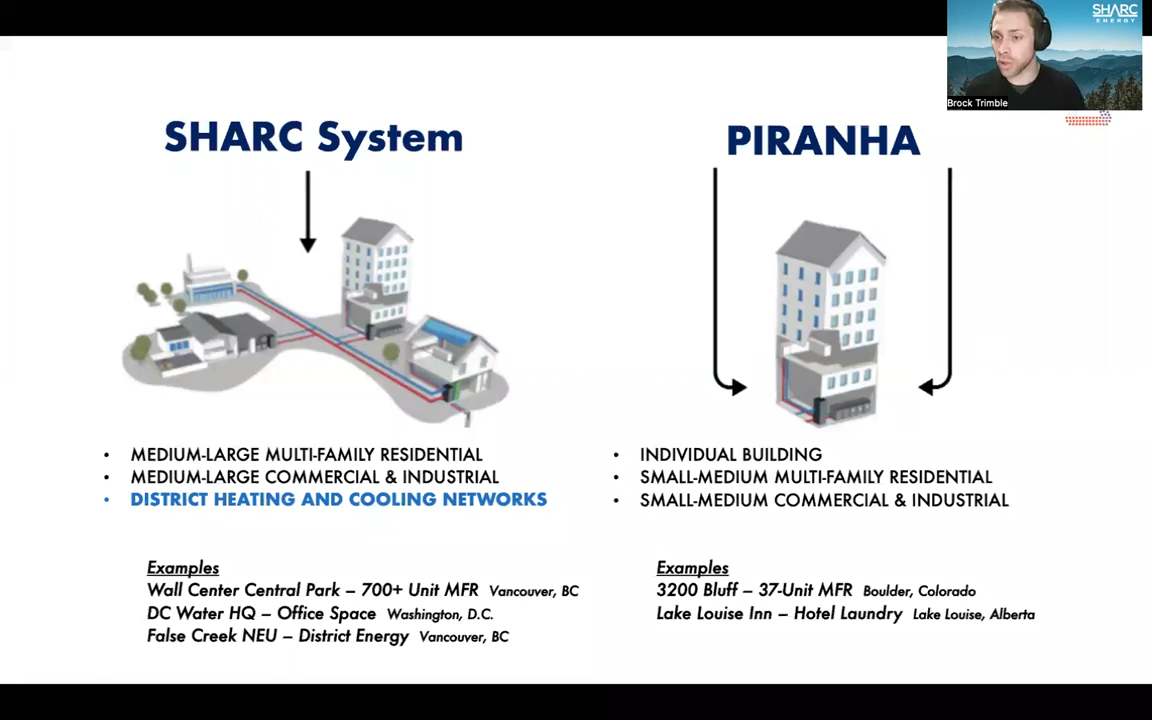 SHARC
ENERGY
Brock Trimble
SHARC System
MEDIUM-LARGE MULTI-FAMILY RESIDENTIAL
MEDIUM-LARGE COMMERCIAL & INDUSTRIAL
DISTRICT HEATING AND COOLING NETWORKS
Examples
Wall Center Central Park – 700+ Unit MFR Vancouver, BC
DC Water HQ – Office Space Washington, D.C.
False Creek NEU – District Energy Vancouver, BC
PIRANHA
INDIVIDUAL BUILDING
SMALL-MEDIUM MULTI-FAMILY RESIDENTIAL
SMALL-MEDIUM COMMERCIAL & INDUSTRIAL
Examples
3200 Bluff – 37-Unit MFR Boulder, Colorado
Lake Louise Inn – Hotel Laundry Lake Louise, Alberta